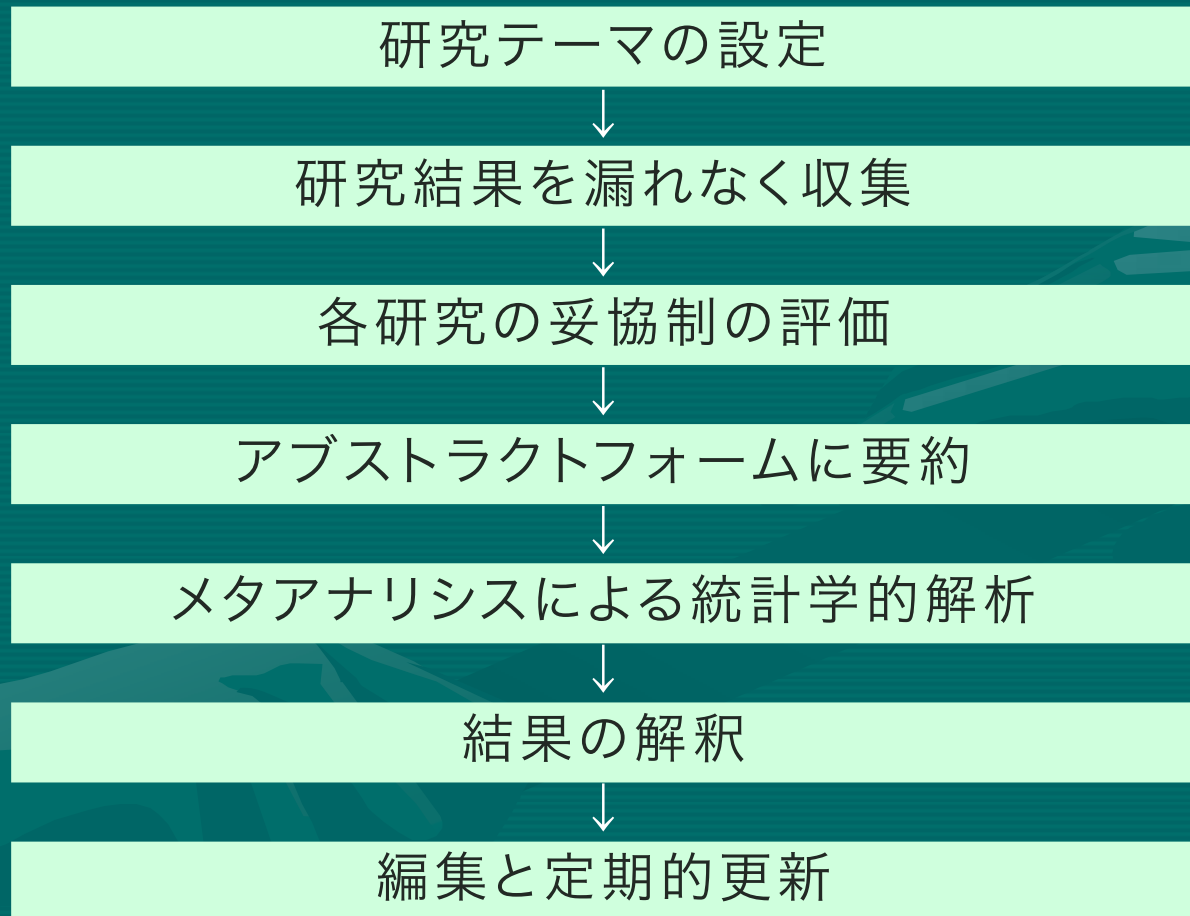 研究テーマの設定
↓
研究結果を漏れなく収集
↓
各研究の妥協制の評価
↓
アブストラクトフォームに要約
↓
メタアナリシスによる統計学的解析
↓
結果の解釈
↓
編集と定期的更新